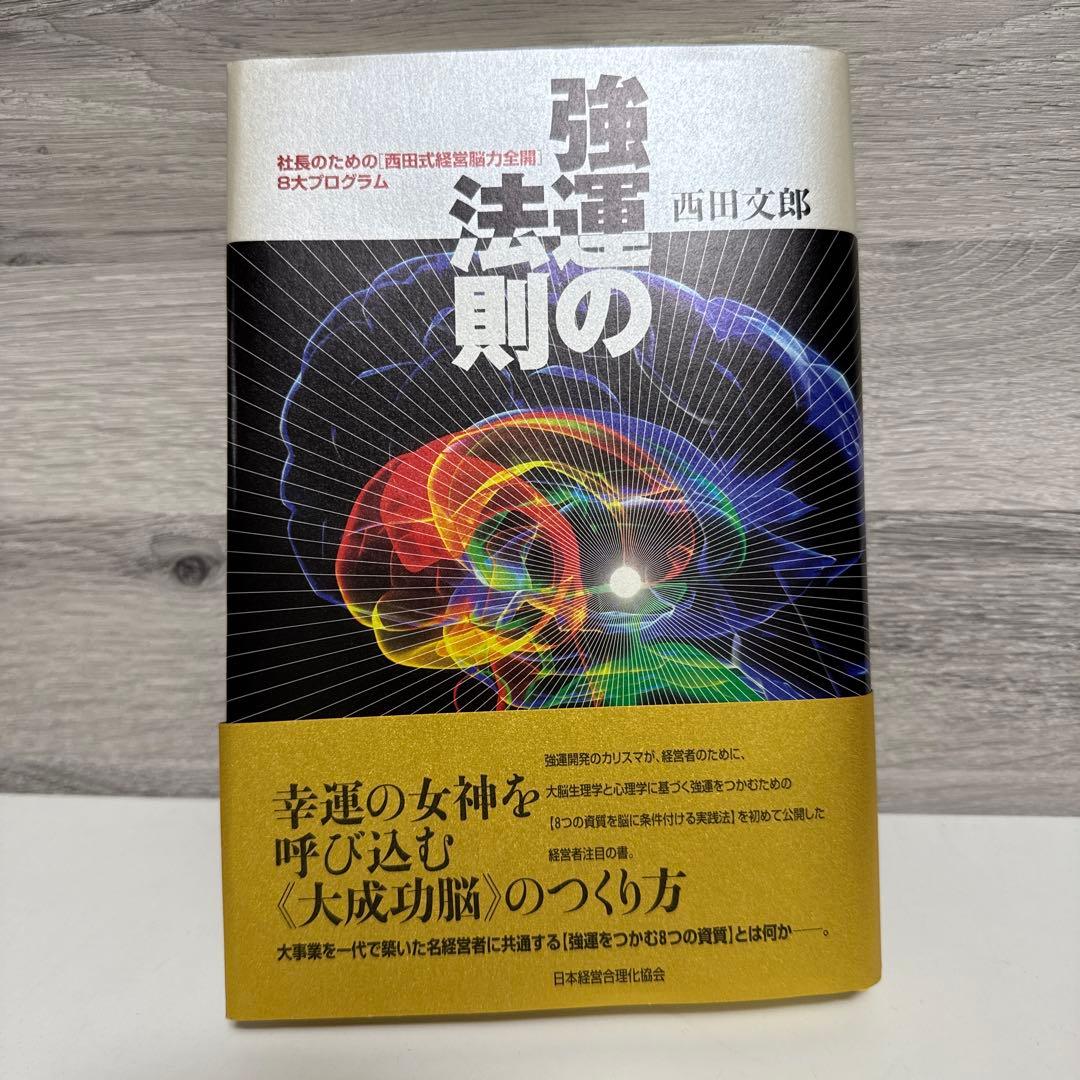 強運の
法則
社長のための[西田式経営脳力全開]
8大プログラム
西田文郎
強運開発のカリスマが、経営者のために、
大脳生理学と心理学に基づく強運をつかむための
【8つの資質を脳に条件付ける実践法】を初めて公開した
経営者注目の書。
幸運の女神を
呼び込む
《大成功脳》のつくり方
大事業を一代で築いた名経営者に共通する【強運をつかむ8つの資質】とは何か──。
日本経営合理化協会